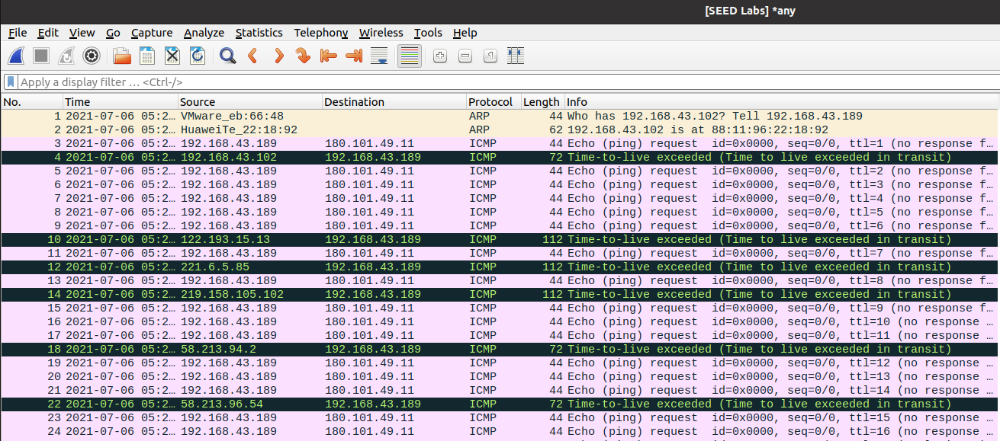 [SEED Labs] *any
File Edit View Go Capture Analyze Statistics Telephony Wireless Tools Help
Apply a display filter … <Ctrl-/>
No. Time Source Destination Protocol Length Info
1 2021-07-06 05:2… VMware_eb:66:48 ARP 44 Who has 192.168.43.102? Tell 192.168.43.189
2 2021-07-06 05:2… HuaweiTe_22:18:92 ARP 62 192.168.43.102 is at 88:11:96:22:18:92
3 2021-07-06 05:2… 192.168.43.189 180.101.49.11 ICMP 44 Echo (ping) request id=0x0000, seq=0/0, ttl=1 (no response f…
4 2021-07-06 05:2… 192.168.43.102 192.168.43.189 ICMP 72 Time-to-live exceeded (Time to live exceeded in transit)
5 2021-07-06 05:2… 192.168.43.189 180.101.49.11 ICMP 44 Echo (ping) request id=0x0000, seq=0/0, ttl=2 (no response f…
6 2021-07-06 05:2… 192.168.43.189 180.101.49.11 ICMP 44 Echo (ping) request id=0x0000, seq=0/0, ttl=3 (no response f…
7 2021-07-06 05:2… 192.168.43.189 180.101.49.11 ICMP 44 Echo (ping) request id=0x0000, seq=0/0, ttl=4 (no response f…
8 2021-07-06 05:2… 192.168.43.189 180.101.49.11 ICMP 44 Echo (ping) request id=0x0000, seq=0/0, ttl=5 (no response f…
9 2021-07-06 05:2… 192.168.43.189 180.101.49.11 ICMP 44 Echo (ping) request id=0x0000, seq=0/0, ttl=6 (no response f…
10 2021-07-06 05:2… 122.193.15.13 192.168.43.189 ICMP 112 Time-to-live exceeded (Time to live exceeded in transit)
11 2021-07-06 05:2… 192.168.43.189 180.101.49.11 ICMP 44 Echo (ping) request id=0x0000, seq=0/0, ttl=7 (no response f…
12 2021-07-06 05:2… 221.6.5.85 192.168.43.189 ICMP 112 Time-to-live exceeded (Time to live exceeded in transit)
13 2021-07-06 05:2… 192.168.43.189 180.101.49.11 ICMP 44 Echo (ping) request id=0x0000, seq=0/0, ttl=8 (no response f…
14 2021-07-06 05:2… 219.158.105.102 192.168.43.189 ICMP 112 Time-to-live exceeded (Time to live exceeded in transit)
15 2021-07-06 05:2… 192.168.43.189 180.101.49.11 ICMP 44 Echo (ping) request id=0x0000, seq=0/0, ttl=9 (no response f…
16 2021-07-06 05:2… 192.168.43.189 180.101.49.11 ICMP 44 Echo (ping) request id=0x0000, seq=0/0, ttl=10 (no response …
17 2021-07-06 05:2… 192.168.43.189 180.101.49.11 ICMP 44 Echo (ping) request id=0x0000, seq=0/0, ttl=11 (no response …
18 2021-07-06 05:2… 58.213.94.2 192.168.43.189 ICMP 72 Time-to-live exceeded (Time to live exceeded in transit)
19 2021-07-06 05:2… 192.168.43.189 180.101.49.11 ICMP 44 Echo (ping) request id=0x0000, seq=0/0, ttl=12 (no response …
20 2021-07-06 05:2… 192.168.43.189 180.101.49.11 ICMP 44 Echo (ping) request id=0x0000, seq=0/0, ttl=13 (no response …
21 2021-07-06 05:2… 192.168.43.189 180.101.49.11 ICMP 44 Echo (ping) request id=0x0000, seq=0/0, ttl=14 (no response …
22 2021-07-06 05:2… 58.213.96.54 192.168.43.189 ICMP 72 Time-to-live exceeded (Time to live exceeded in transit)
23 2021-07-06 05:2… 192.168.43.189 180.101.49.11 ICMP 44 Echo (ping) request id=0x0000, seq=0/0, ttl=15 (no response …
24 2021-07-06 05:2… 192.168.43.189 180.101.49.11 ICMP 44 Echo (ping) request id=0x0000, seq=0/0, ttl=16 (no response …